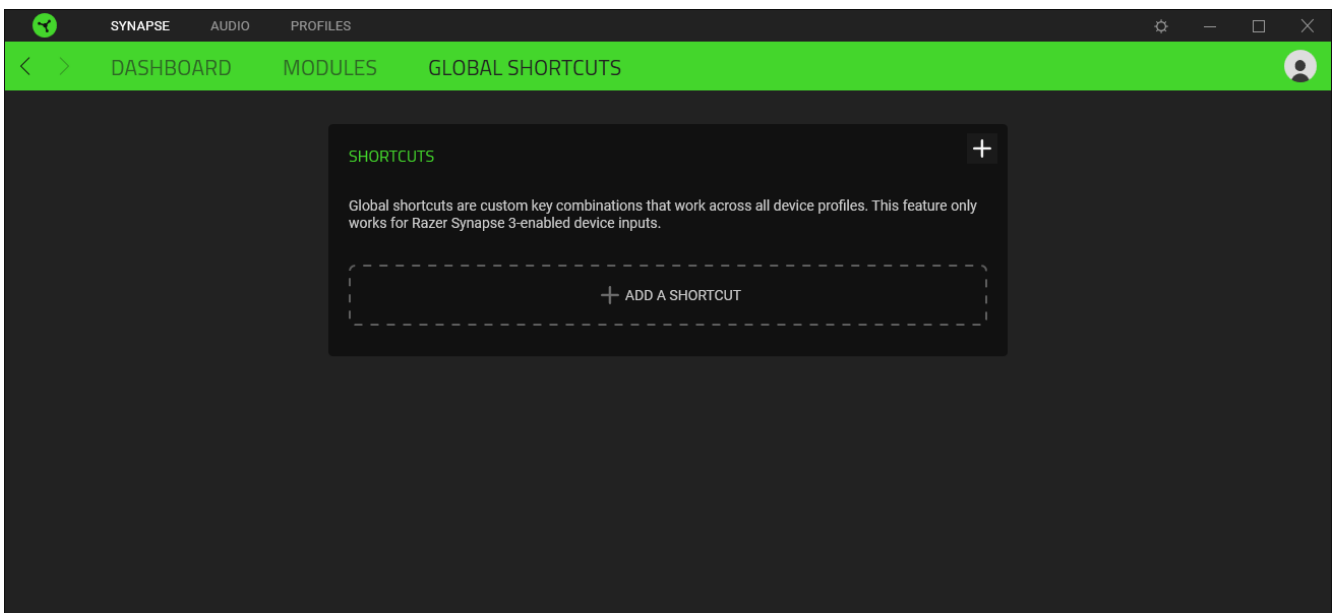 SYNAPSE AUDIO PROFILES
DASHBOARD MODULES GLOBAL SHORTCUTS
SHORTCUTS
Global shortcuts are custom key combinations that work across all device profiles. This feature only
works for Razer Synapse 3-enabled device inputs.
ADD A SHORTCUT